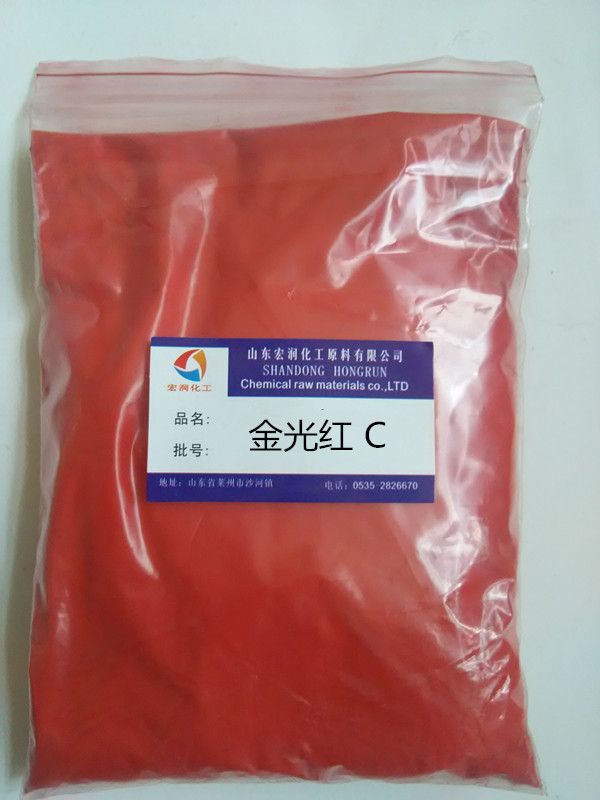 山东宏润化工原料有限公司
SHANDONG HONGRUN
Chemical raw materials co.,LTD
宏润化工
品名:
金光红 C
批号:
地址: 山东省莱州市沙河镇
电话: 0535-2826670